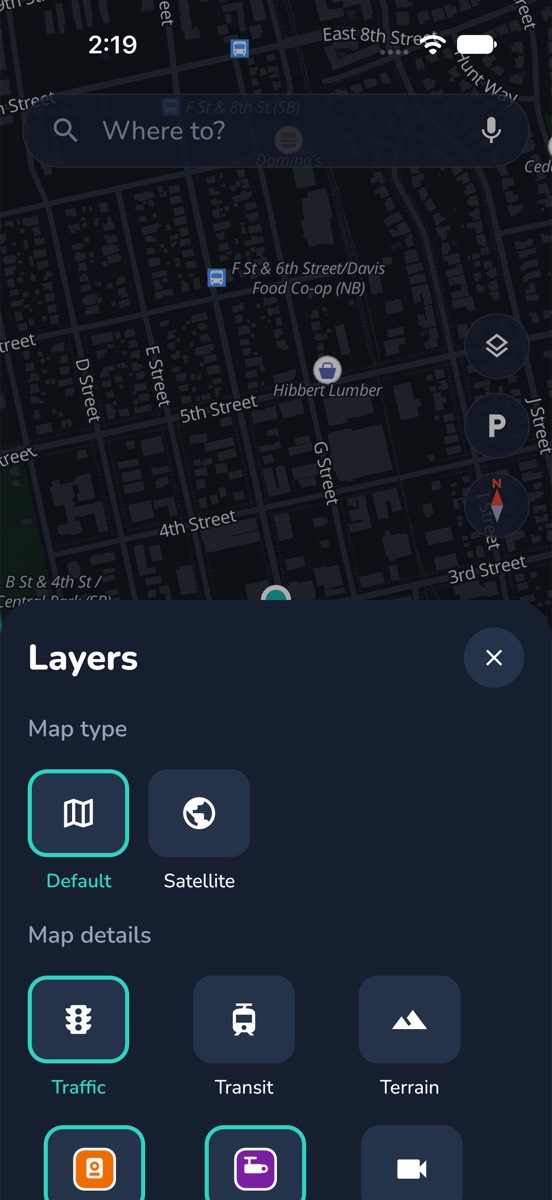 2:19
East 8th Street
Hunt Way
F St & 8th St (SB)
Where to?
Domino's
F St & 6th Street/Davis
Food Co-op (NB)
D Street
E Street
Hibbert Lumber
5th Street
P
J Street
G Street
N
I Street
4th Street
3rd Street
B St & 4th St /
Central Park (SB)
Layers
Map type
Default
Satellite
Map details
Traffic
Transit
Terrain